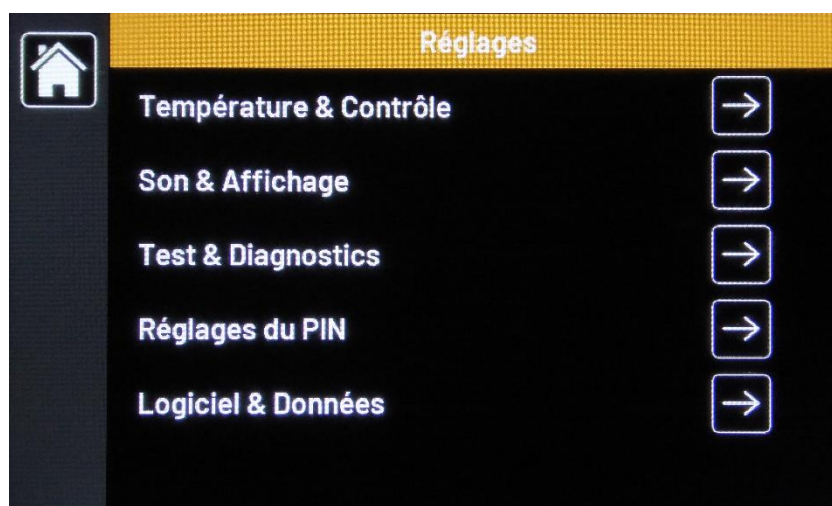 Réglages
Température & Contrôle
Son & Affichage
Test & Diagnostics
Réglages du PIN
Logiciel & Données